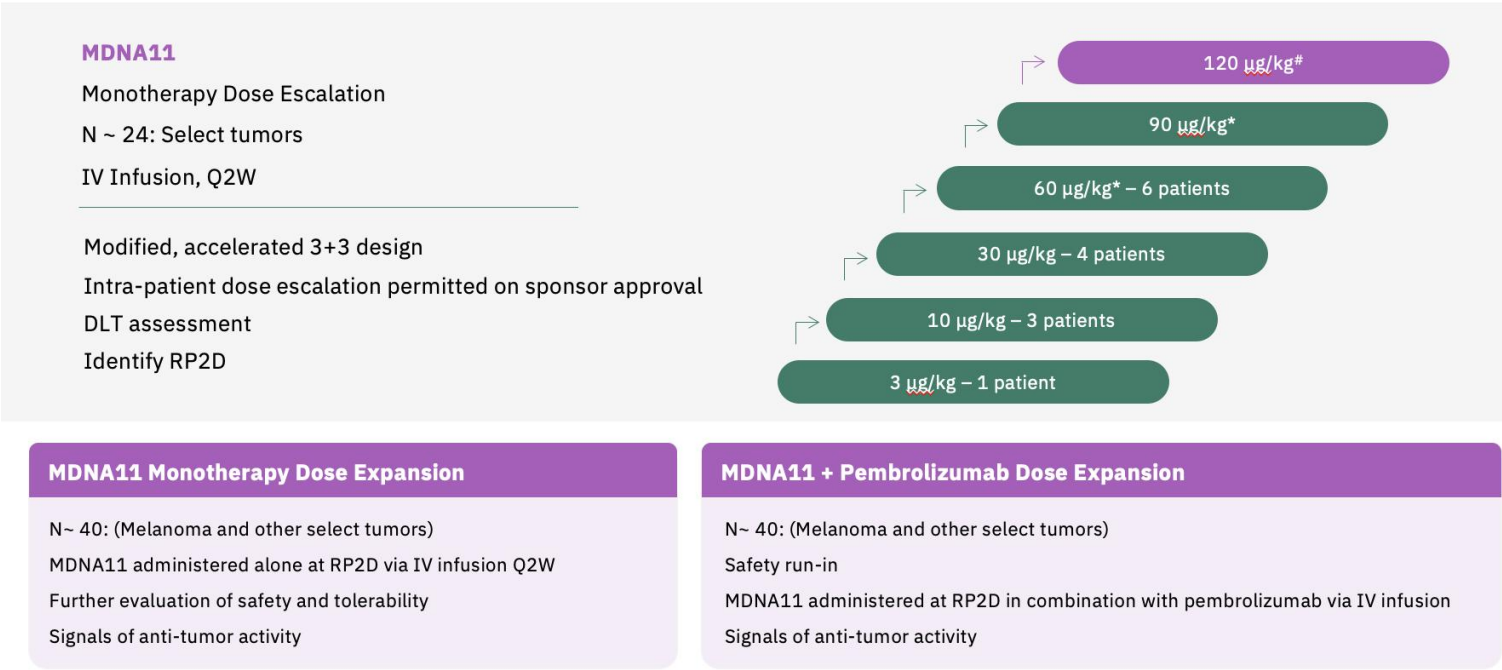 MDNA11
Monotherapy Dose Escalation
N ~ 24: Select tumors
IV Infusion, Q2W
Modified, accelerated 3+3 design
Intra-patient dose escalation permitted on sponsor approval
DLT assessment
Identify RP2D
120 µg/kg#
90 µg/kg*
60 µg/kg* – 6 patients
30 µg/kg – 4 patients
10 µg/kg – 3 patients
3 µg/kg – 1 patient
MDNA11 Monotherapy Dose Expansion
N~ 40: (Melanoma and other select tumors)
MDNA11 administered alone at RP2D via IV infusion Q2W
Further evaluation of safety and tolerability
Signals of anti-tumor activity
MDNA11 + Pembrolizumab Dose Expansion
N~ 40: (Melanoma and other select tumors)
Safety run-in
MDNA11 administered at RP2D in combination with pembrolizumab via IV infusion
Signals of anti-tumor activity